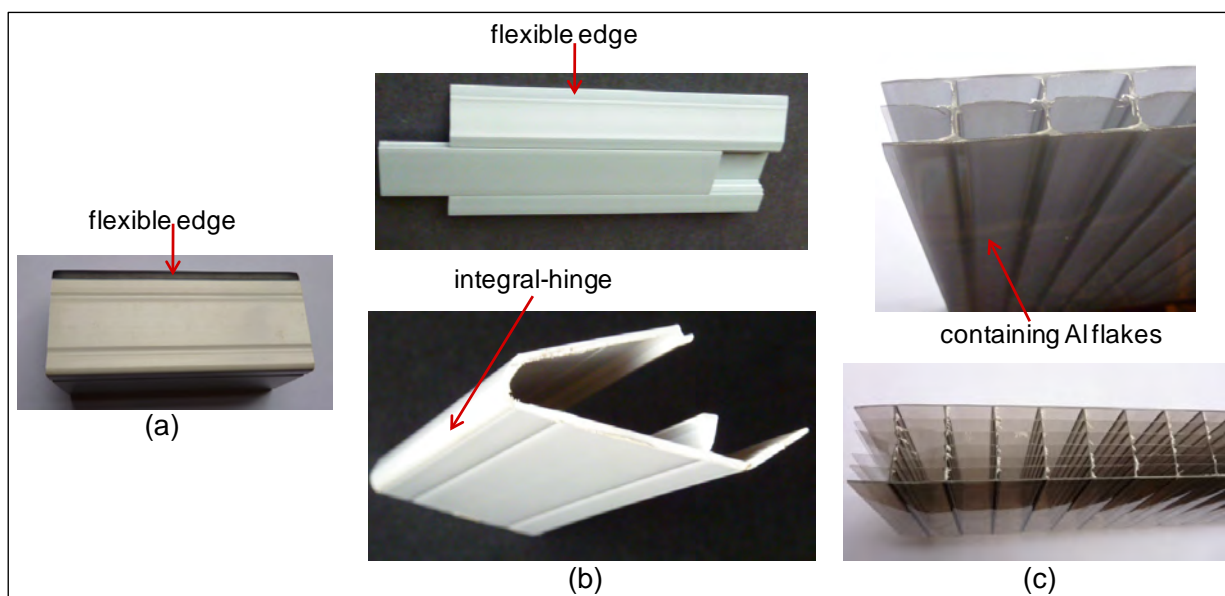 flexible edge
flexible edge
(a)
integral-hinge
(b)
containing Al flakes
(c)